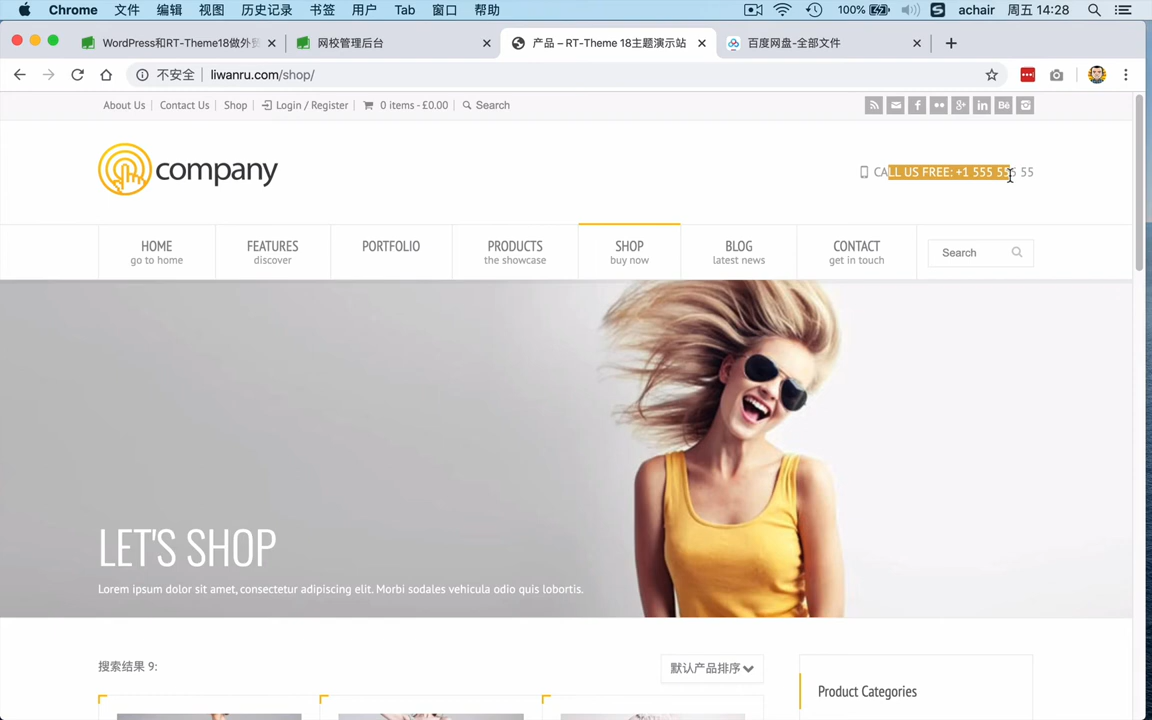 Chrome 文件 编辑 视图 历史记录 书签 用户 Tab 窗口 帮助 100% achair 周五 14:28
WordPress和RT-Theme18做外贸 网校管理后台 产品 – RT-Theme 18主题演示站 百度网盘-全部文件
不安全 liwanru.com/shop/
About Us Contact Us Shop Login / Register 0 items - £0.00 Search
company
CALL US FREE: +1 555 555 55
HOME FEATURES PORTFOLIO PRODUCTS SHOP BLOG CONTACT
go to home discover the showcase buy now latest news get in touch
Search
LET'S SHOP
Lorem ipsum dolor sit amet, consectetur adipiscing elit. Morbi sodales vehicula odio quis lobortis.
搜索结果 9:
默认产品排序
Product Categories